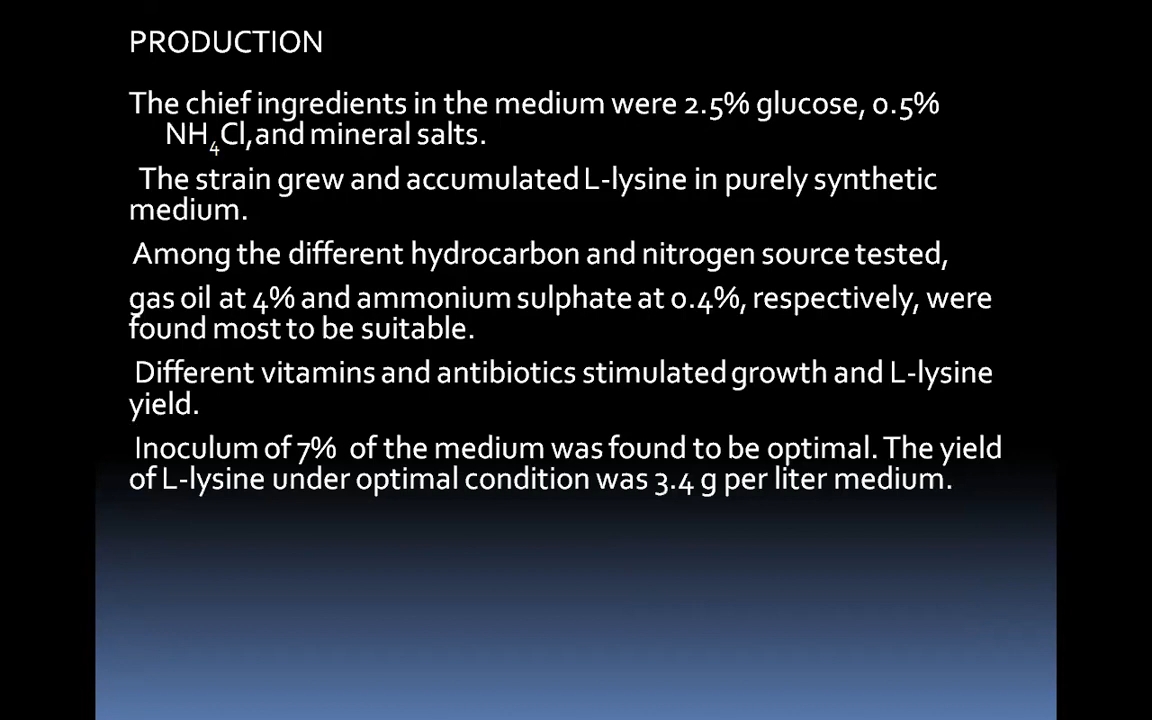 PRODUCTION
The chief ingredients in the medium were 2.5% glucose, 0.5%
NH₄Cl,and mineral salts.
The strain grew and accumulated L-lysine in purely synthetic
medium.
Among the different hydrocarbon and nitrogen source tested,
gas oil at 4% and ammonium sulphate at 0.4%, respectively, were
found most to be suitable.
Different vitamins and antibiotics stimulated growth and L-lysine
yield.
Inoculum of 7% of the medium was found to be optimal. The yield
of L-lysine under optimal condition was 3.4 g per liter medium.